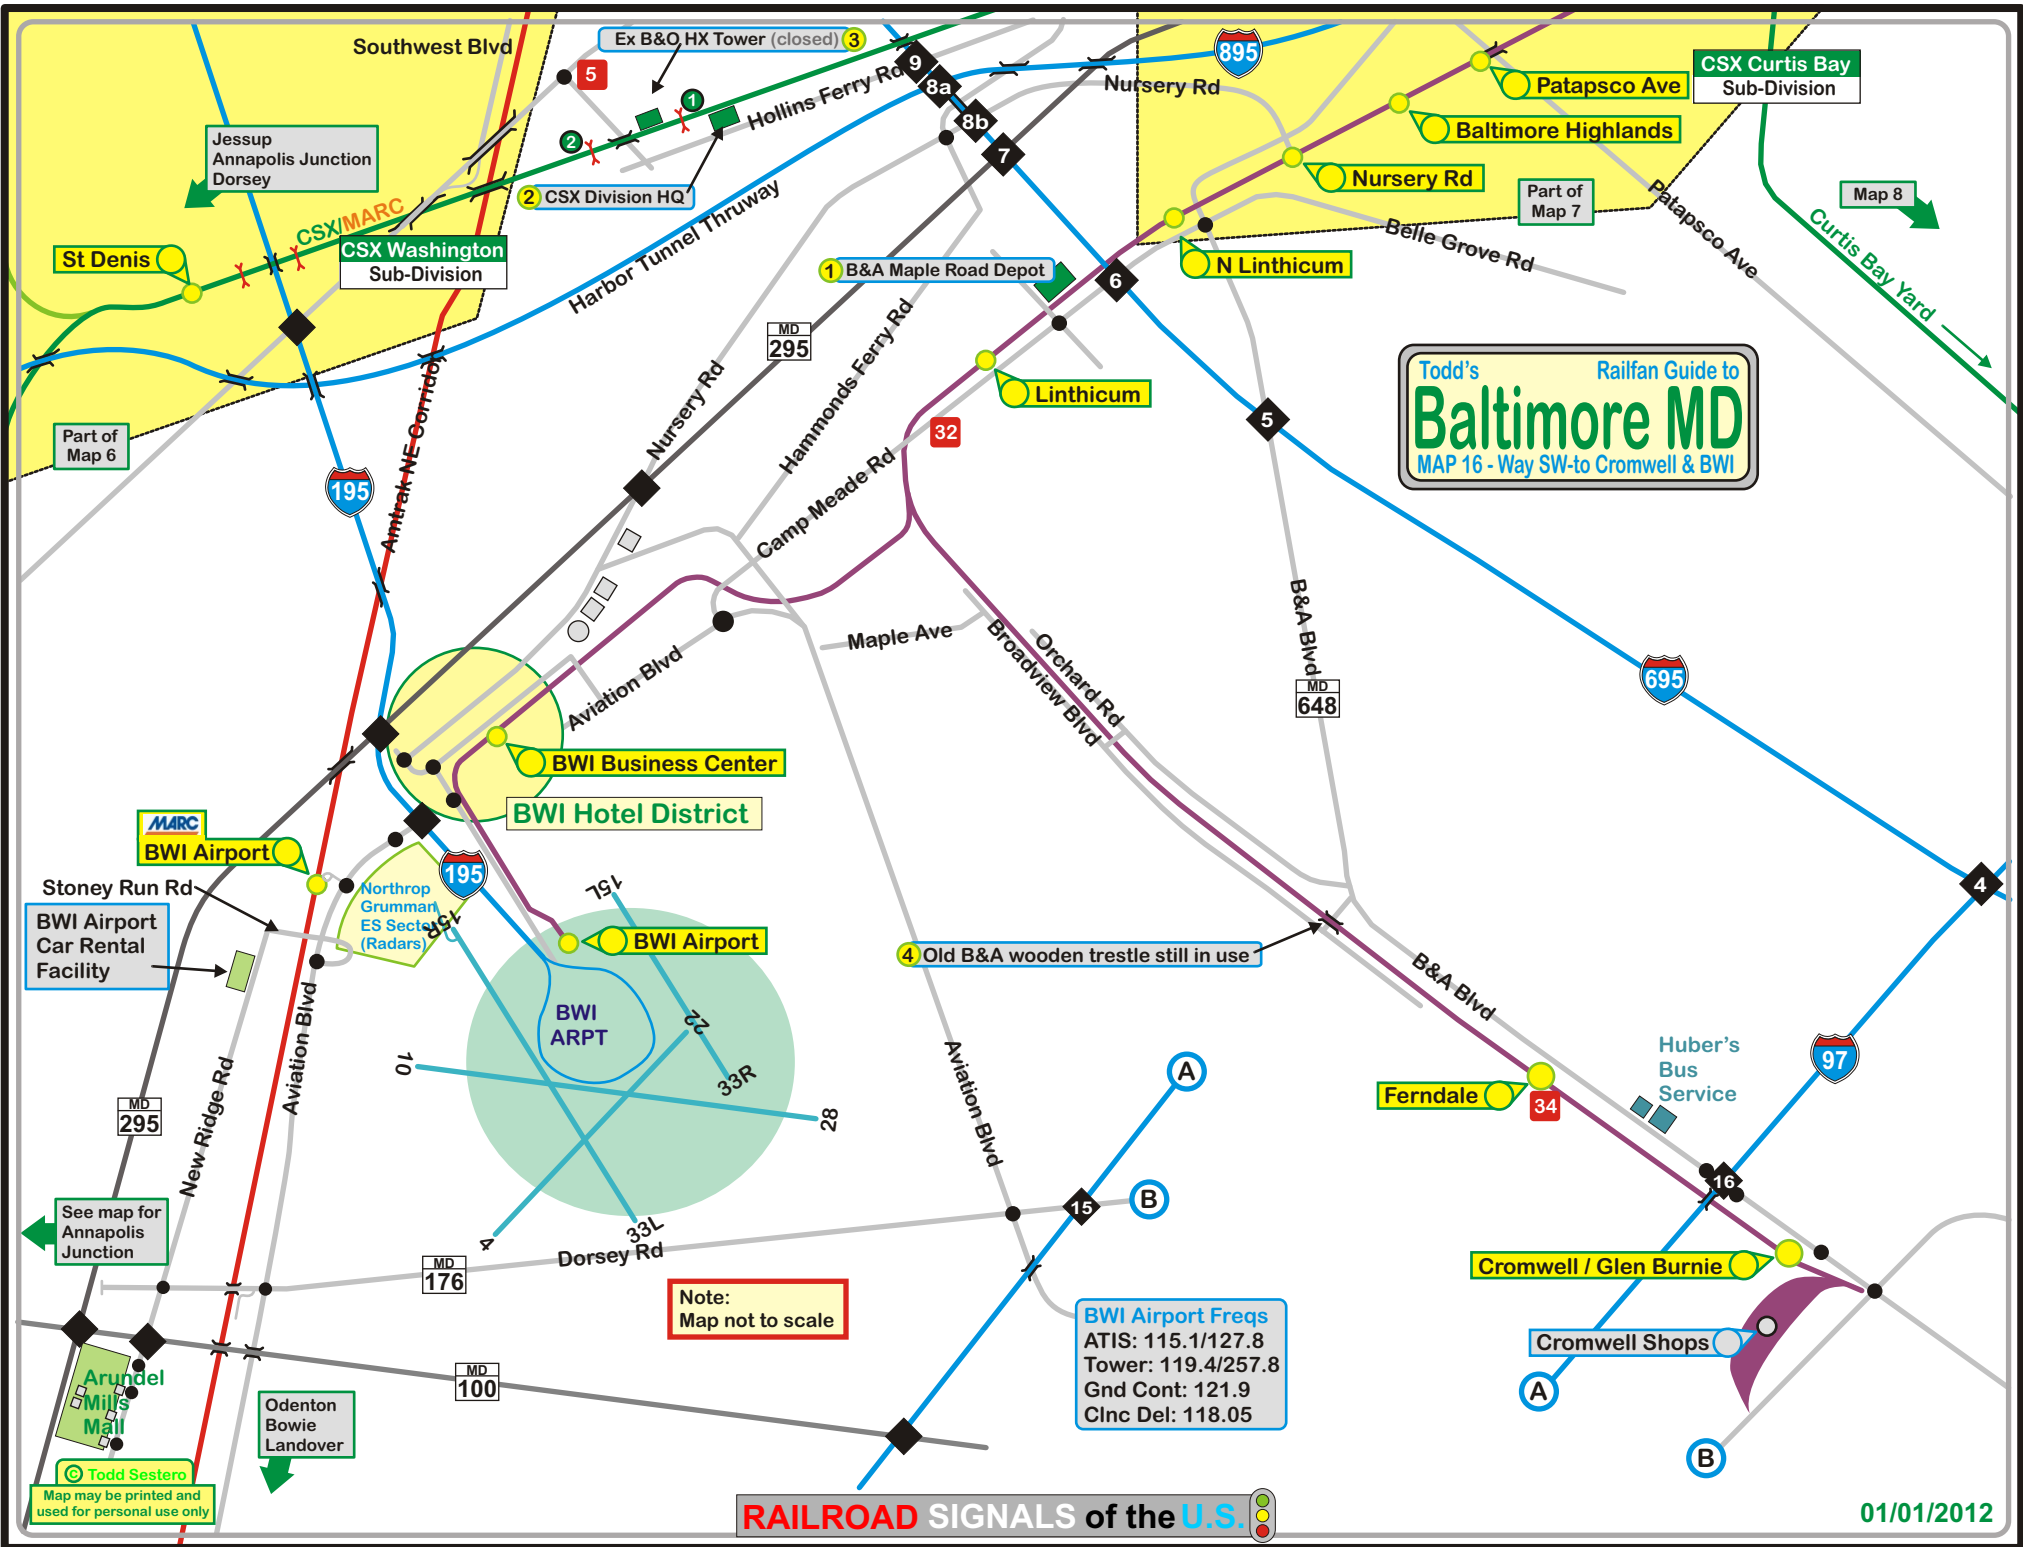 Southwest Blvd
5
Ex B&O HX Tower (closed) 3
1
2
Hollins Ferry Rd
9
8a
8b
7
895
Nursery Rd
Patapsco Ave
CSX Curtis Bay
Sub-Division
Baltimore Highlands
Jessup
Annapolis Junction
Dorsey
2 CSX Division HQ
Nursery Rd
Part of
Map 7
Patapsco Ave
Map 8
CSX/MARC
CSX Washington
Sub-Division
St Denis
Harbor Tunnel Thruway
1 B&A Maple Road Depot
6
N Linthicum
Belle Grove Rd
Curtis Bay Yard
MD
295
Hammonds Ferry Rd
Nursery Rd
Linthicum
32
5
Todd's
Railfan Guide to
Baltimore MD
MAP 16 - Way SW-to Cromwell & BWI
Part of
Map 6
195
Amtrak NE Corridor
Camp Meade Rd
Maple Ave
Aviation Blvd
Broadview Blvd
Orchard Rd
B&A Blvd
MD
648
695
BWI Business Center
BWI Hotel District
MARC
BWI Airport
Stoney Run Rd
BWI Airport
Car Rental
Facility
Northrop
Grumman
ES Sector
(Radars)
195
15R
15L
BWI Airport
4 Old B&A wooden trestle still in use
4
B&A Blvd
BWI
ARPT
22
33R
10
28
4
33L
Aviation Blvd
New Ridge Rd
MD
295
Aviation Blvd
A
B
15
Huber's
Bus
Service
97
Ferndale
34
16
See map for
Annapolis
Junction
Dorsey Rd
MD
176
Note:
Map not to scale
Cromwell / Glen Burnie
Cromwell Shops
BWI Airport Freqs
ATIS: 115.1/127.8
Tower: 119.4/257.8
Gnd Cont: 121.9
Clnc Del: 118.05
A
B
MD
100
Arundel
Mills
Mall
Odenton
Bowie
Landover
© Todd Sestero
Map may be printed and
used for personal use only
RAILROAD SIGNALS of the U.S.
01/01/2012